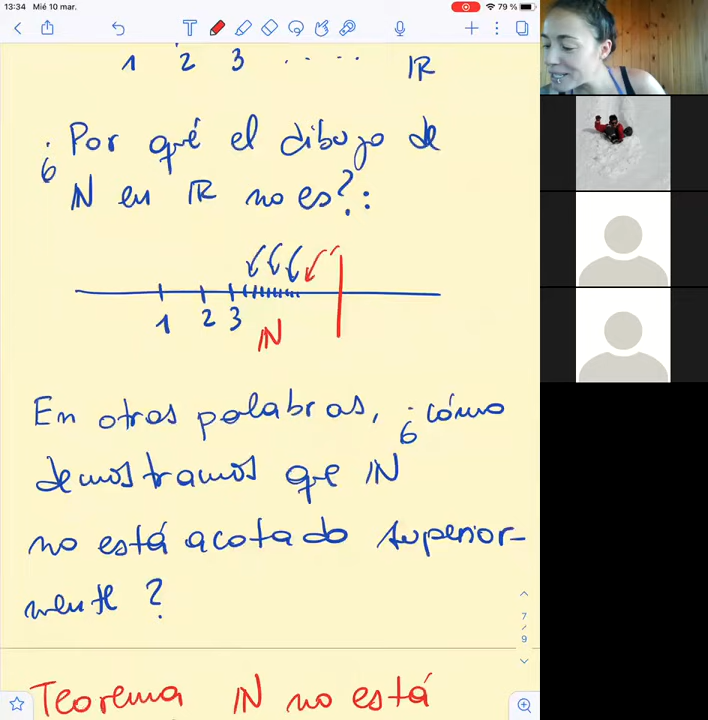 13:34 Mié 10 mar.
79 %
1 2 3 . . . . . ℝ
¿Por qué el dibujo de
ℕ en ℝ no es?:
1 2 3
ℕ
En otras palabras, ¿cómo
demostramos que ℕ
no está acotado superior-
mente?
7
/
9
Teorema ℕ no está